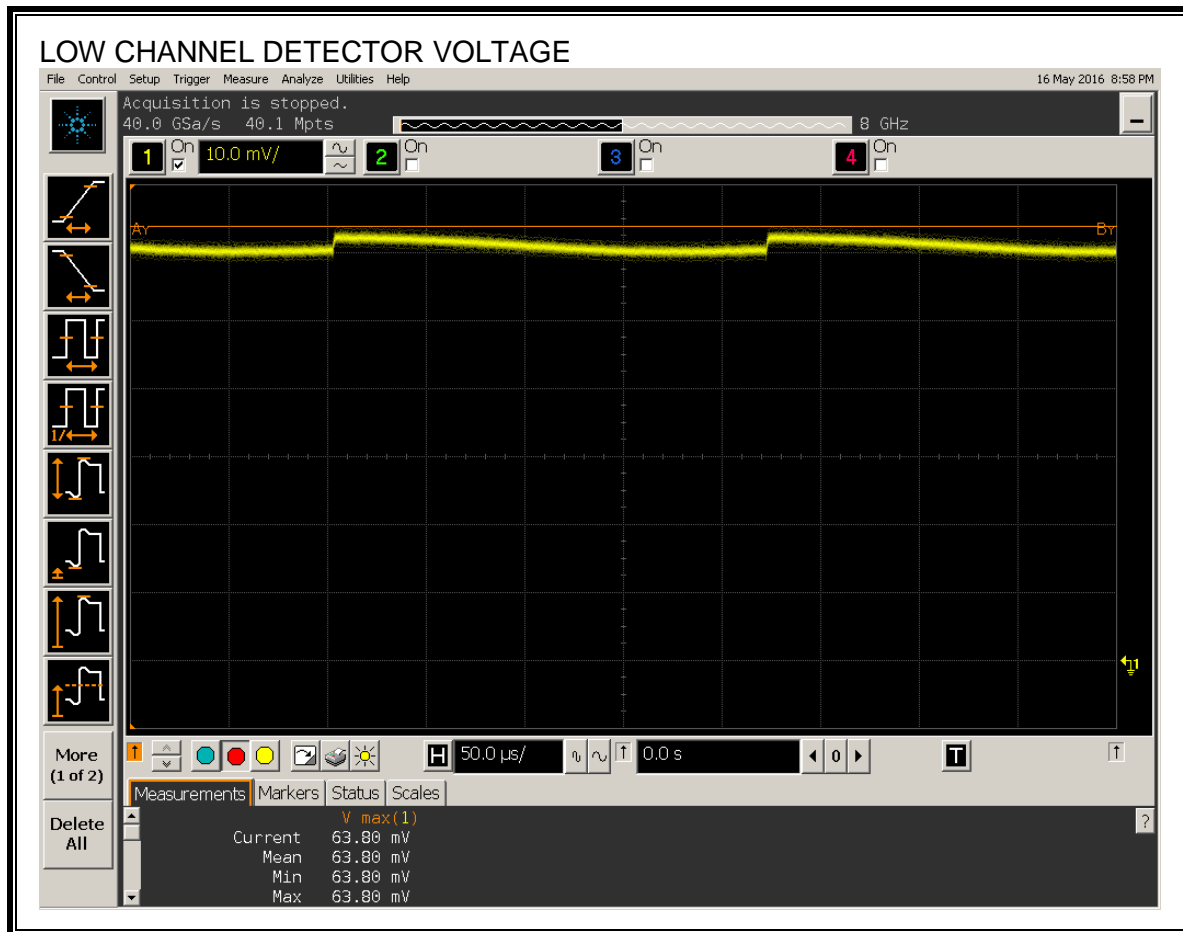 LOW CHANNEL DETECTOR VOLTAGE
File Control Setup Trigger Measure Analyze Utilities Help 16 May 2016 8:58 PM
Acquisition is stopped.
40.0 GSa/s 40.1 Mpts 8 GHz
1 On 10.0 mV/ 2 On 3 On 4 On
AY BY
1/
1
More
(1 of 2)
Delete
All
H 50.0 µs/ 0.0 s 0 T
Measurements Markers Status Scales
V max(1)
Current 63.80 mV
Mean 63.80 mV
Min 63.80 mV
Max 63.80 mV
?